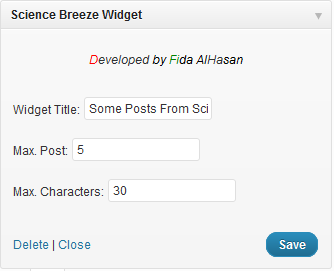 Science Breeze Widget
Developed by Fida AlHasan
Widget Title: Some Posts From Sci
Max. Post: 5
Max. Characters: 30
Delete | Close
Save